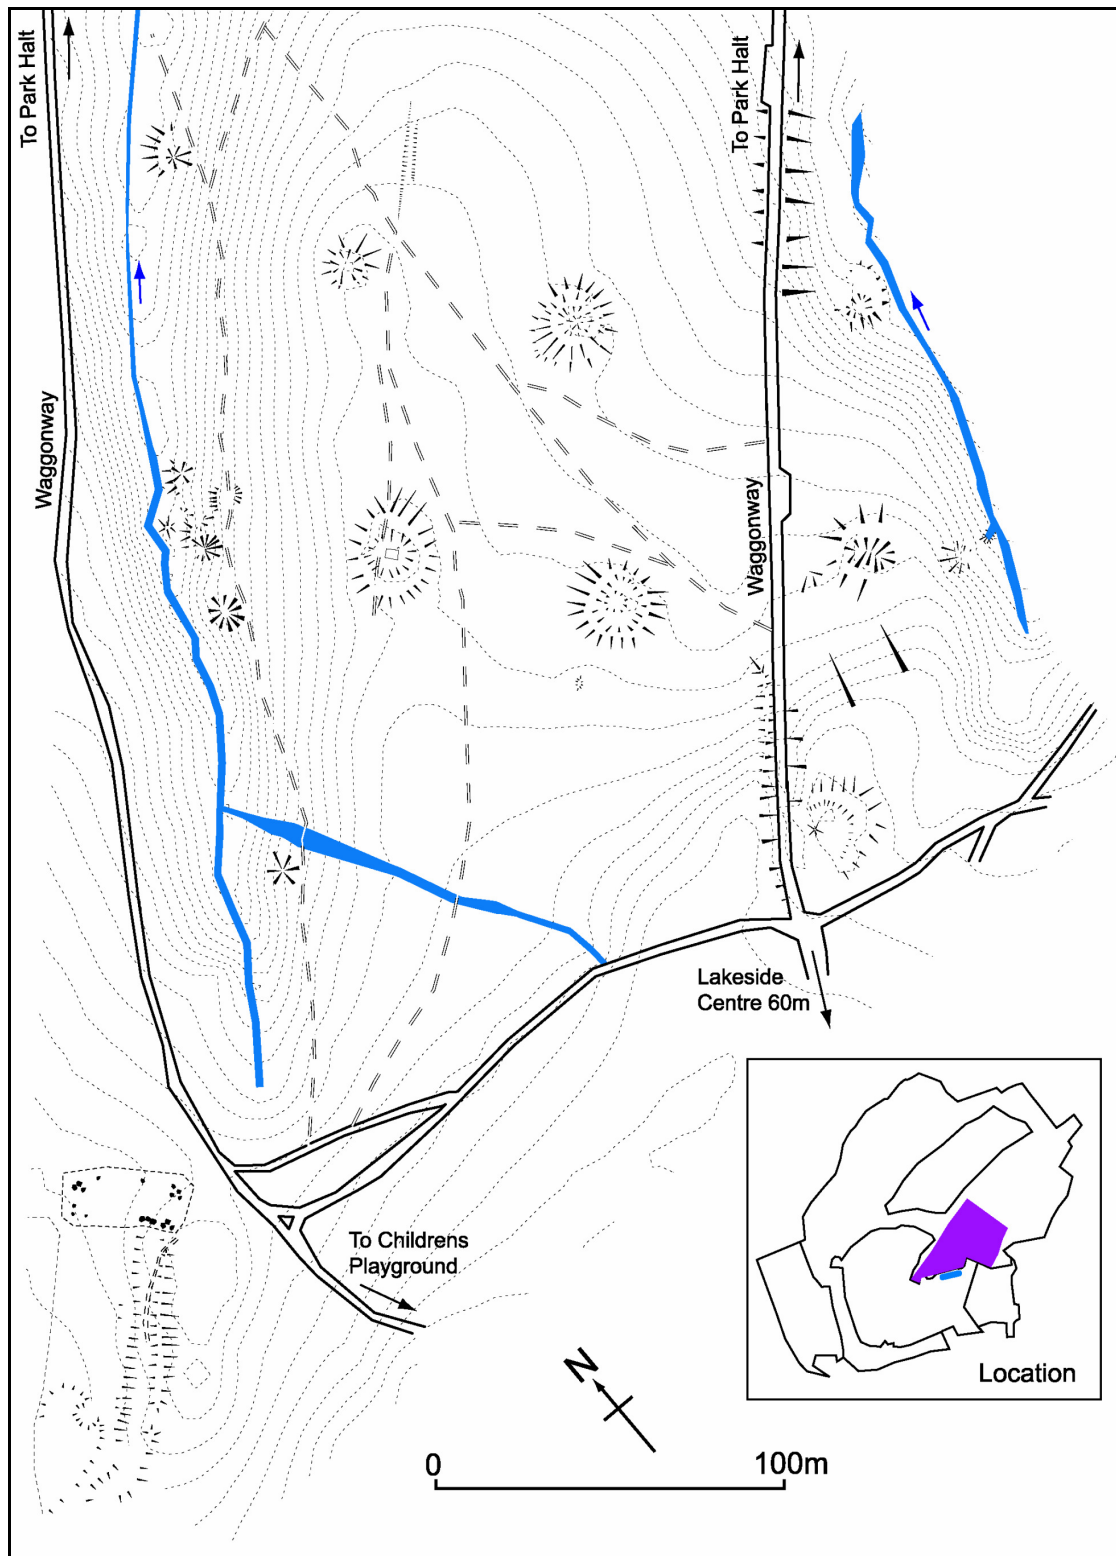 To Park Halt
To Park Halt
Waggonway
Waggonway
Lakeside
Centre 60m
To Childrens
Playground
Location
N
0
100m